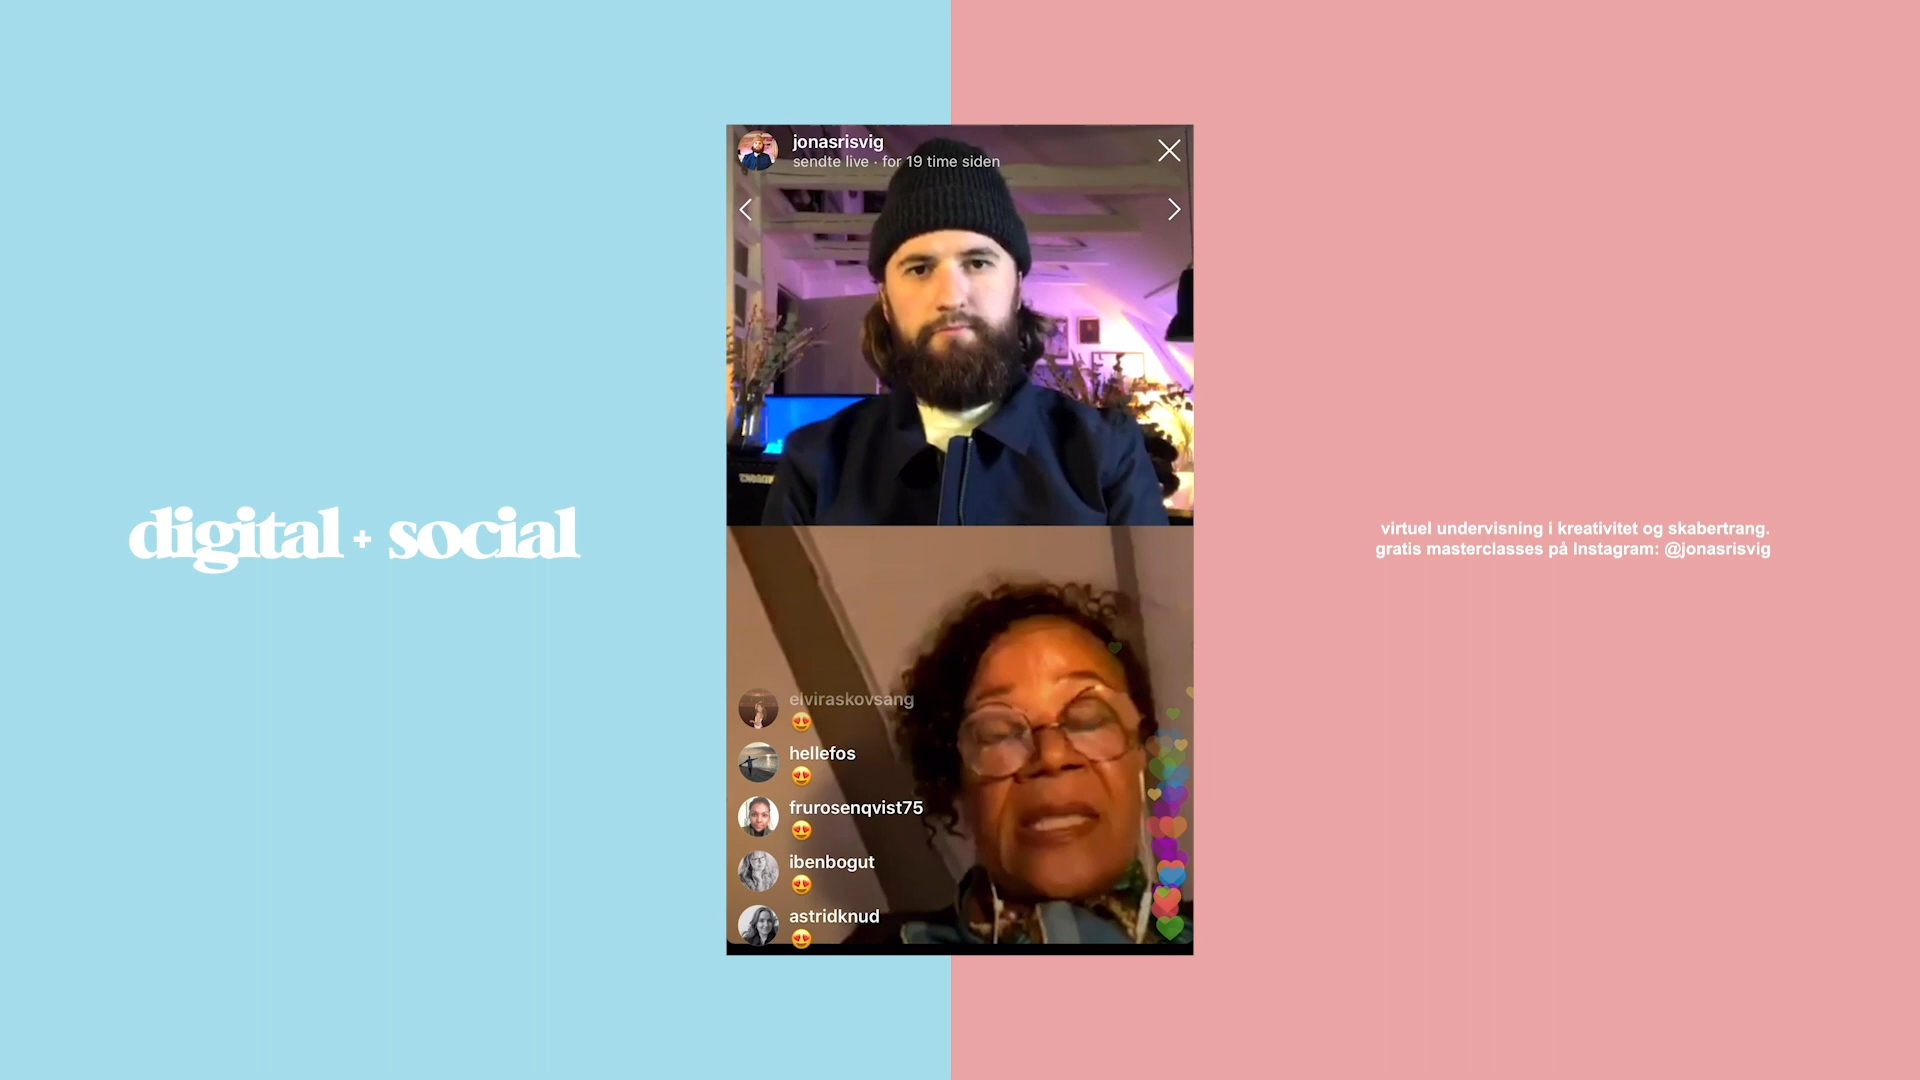 jonasrisvig
sendte live · for 19 time siden
digital + social
virtuel undervisning i kreativitet og skabertrang.
gratis masterclasses på Instagram: @jonasrisvig
elviraskovsang
😍
hellefos
😍
frurosenqvist75
😍
ibenbogut
😍
astridknud
😍